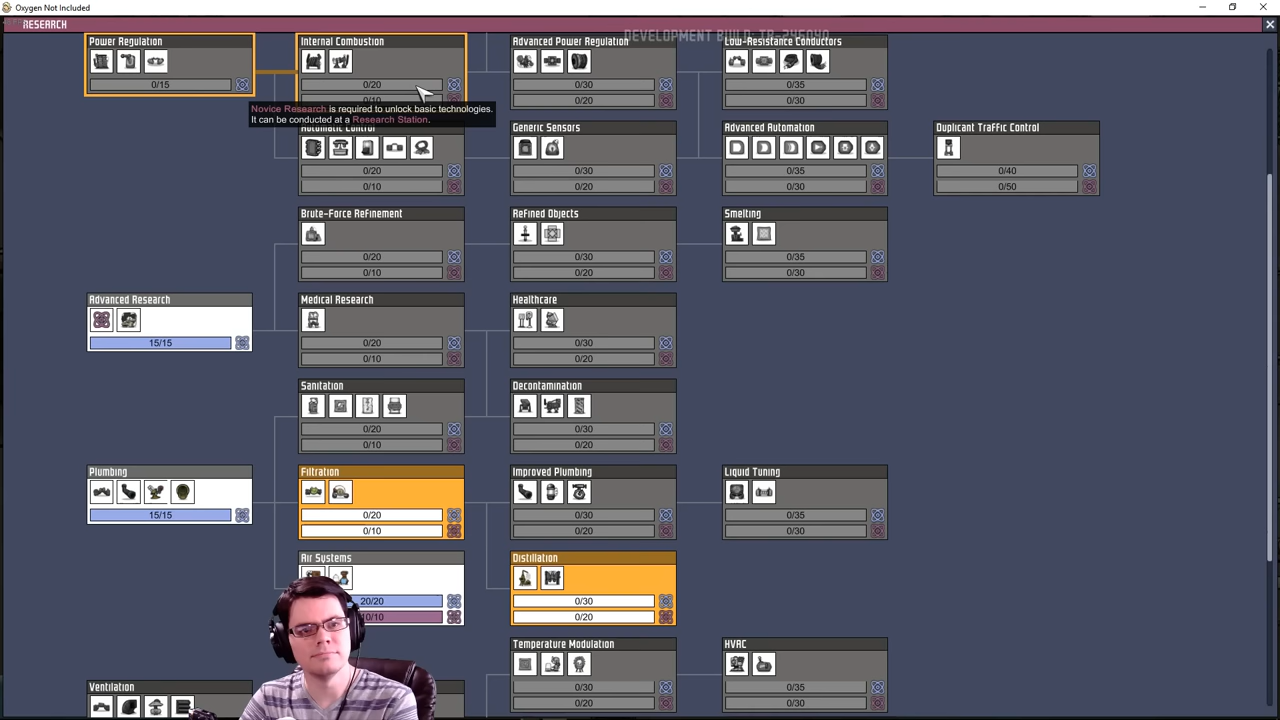 Oxygen Not Included
RESEARCH
DEVELOPMENT BUILD:
Power Regulation
Internal Combustion
Advanced Power Regulation
Low-Resistance Conductors
0/15
0/20
0/30
0/35
0/10
0/20
0/30
Novice Research is required to unlock basic technologies.
It can be conducted at a Research Station.
Automatic Control
Generic Sensors
Advanced Automation
Duplicant Traffic Control
0/20
0/30
0/35
0/40
0/10
0/20
0/30
0/50
Brute-Force Refinement
Refined Objects
Smelting
0/20
0/30
0/35
0/10
0/20
0/30
Advanced Research
Medical Research
Healthcare
15/15
0/20
0/30
0/10
0/20
Sanitation
Decontamination
0/20
0/30
0/10
0/20
Plumbing
Filtration
Improved Plumbing
Liquid Tuning
15/15
0/20
0/30
0/35
0/10
0/20
0/30
Air Systems
Distillation
20/20
0/30
10/10
0/20
Temperature Modulation
HVAC
0/30
0/35
0/20
0/30
Ventilation